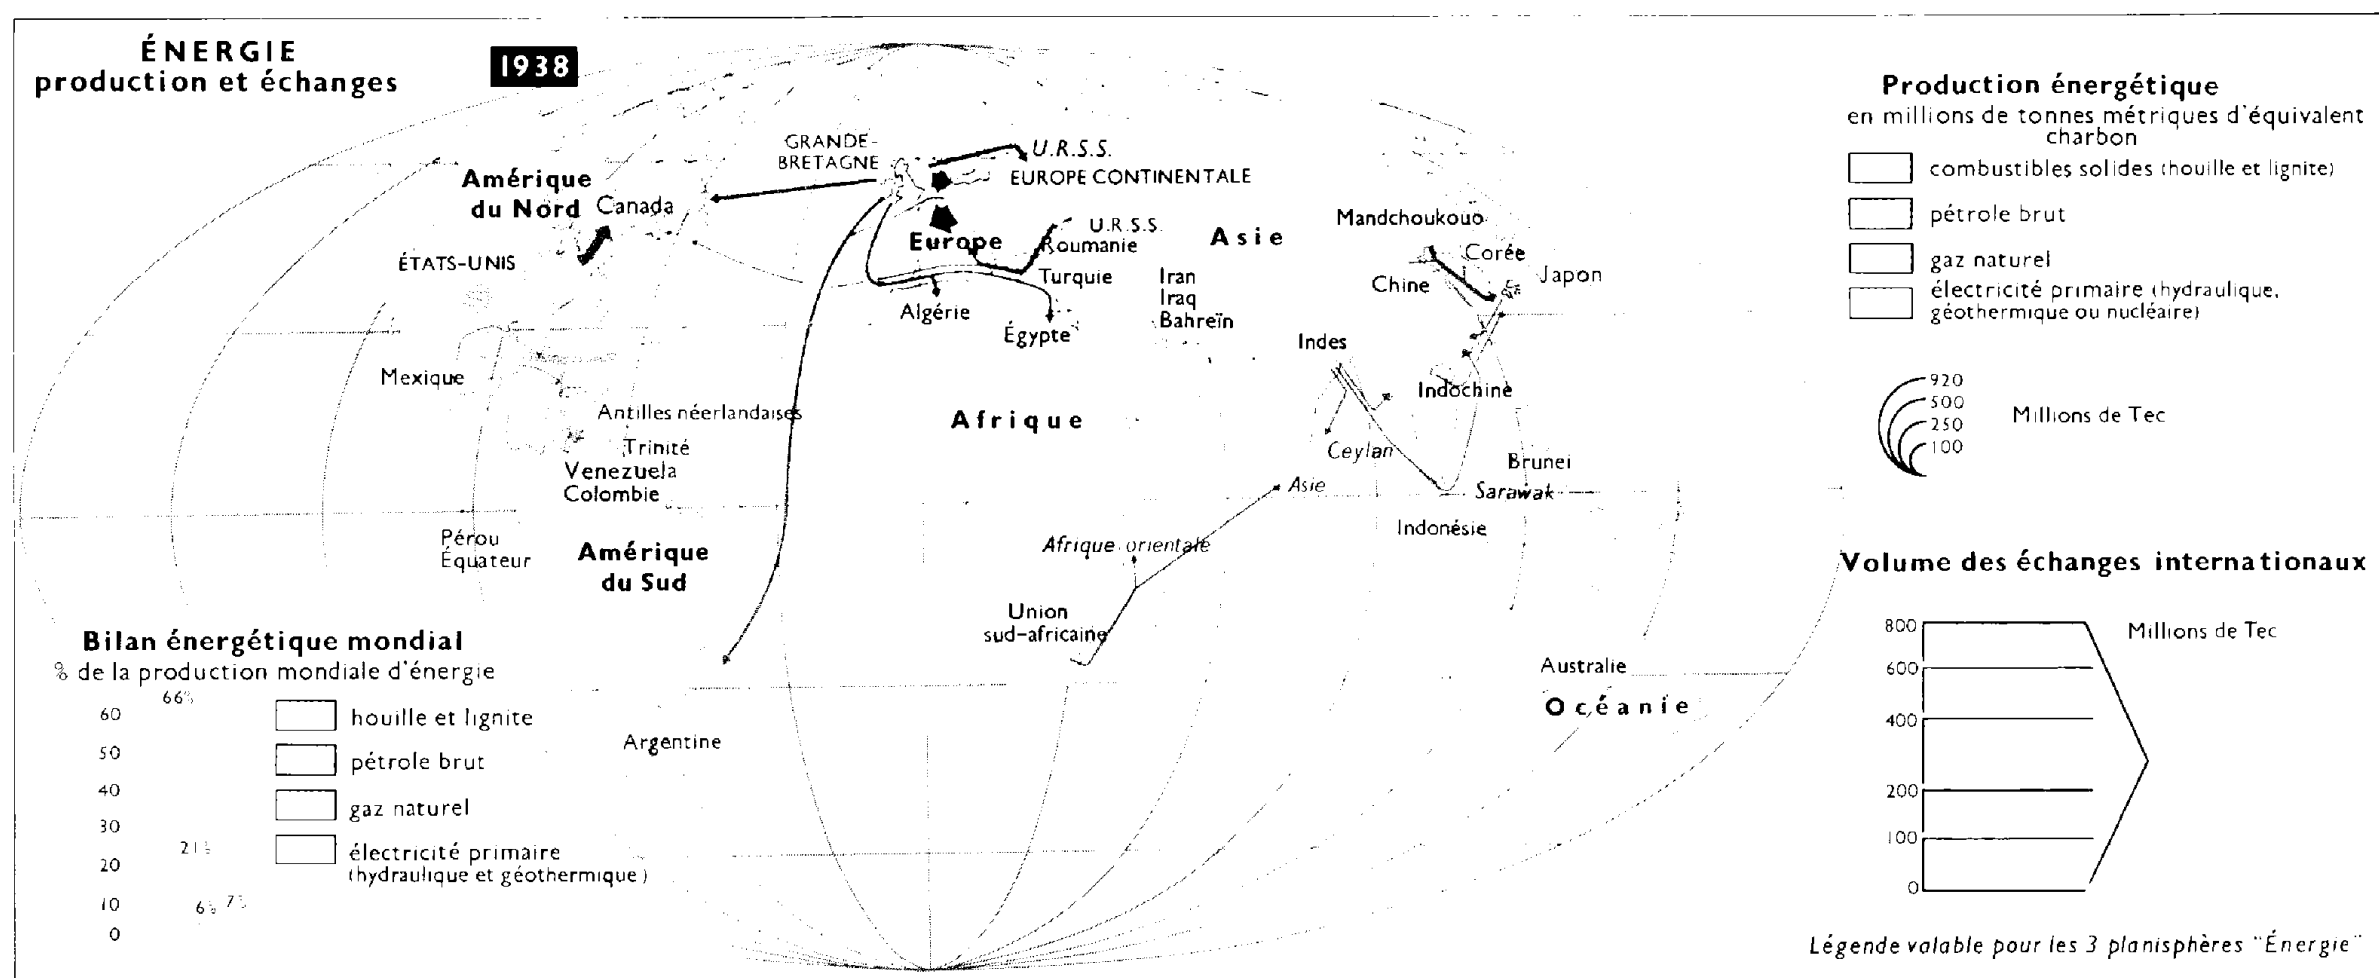 ÉNERGIE
production et échanges
1938
GRANDE-
BRETAGNE
U.R.S.S.
EUROPE CONTINENTALE
Amérique
du Nord
Canada
ÉTATS-UNIS
Europe
U.R.S.S.
Roumanie
Turquie
Algérie
Égypte
Iran
Iraq
Bahreïn
Asie
Mandchoukouo
Corée
Chine
Japon
Indes
Indochine
Ceylan
Brunei
Sarawak
Indonésie
Mexique
Antilles néerlandaises
Trinité
Venezuela
Colombie
Afrique
Asie
Pérou
Équateur
Amérique
du Sud
Afrique orientale
Union
sud-africaine
Argentine
Australie
Océanie
Bilan énergétique mondial
% de la production mondiale d'énergie
66%
60
50
40
30
21%
20
10
6% 7%
0
houille et lignite
pétrole brut
gaz naturel
électricité primaire
(hydraulique et géothermique)
Production énergétique
en millions de tonnes métriques d'équivalent
charbon
combustibles solides (houille et lignite)
pétrole brut
gaz naturel
électricité primaire (hydraulique,
géothermique ou nucléaire)
920
500
250
100
Millions de Tec
Volume des échanges internationaux
800
600
400
200
100
0
Millions de Tec
Légende valable pour les 3 planisphères "Énergie"